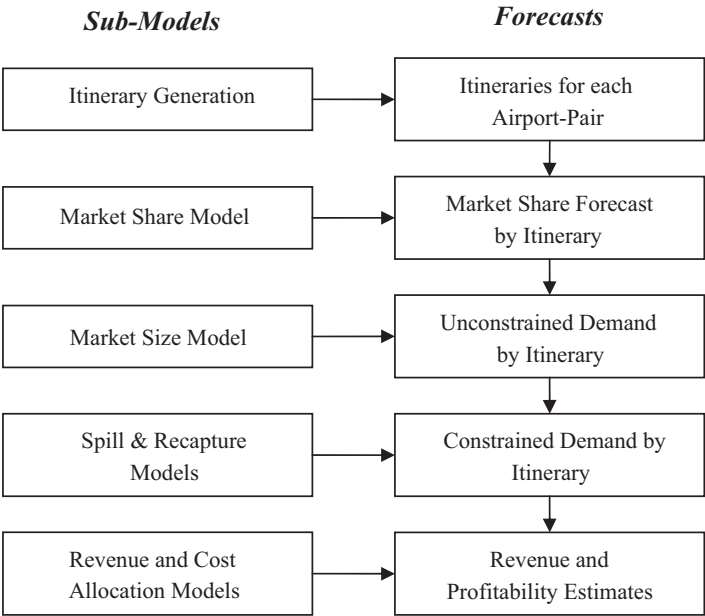 Sub-Models
Forecasts
Itinerary Generation
Itineraries for each
Airport-Pair
Market Share Model
Market Share Forecast
by Itinerary
Market Size Model
Unconstrained Demand
by Itinerary
Spill & Recapture
Models
Constrained Demand by
Itinerary
Revenue and Cost
Allocation Models
Revenue and
Profitability Estimates